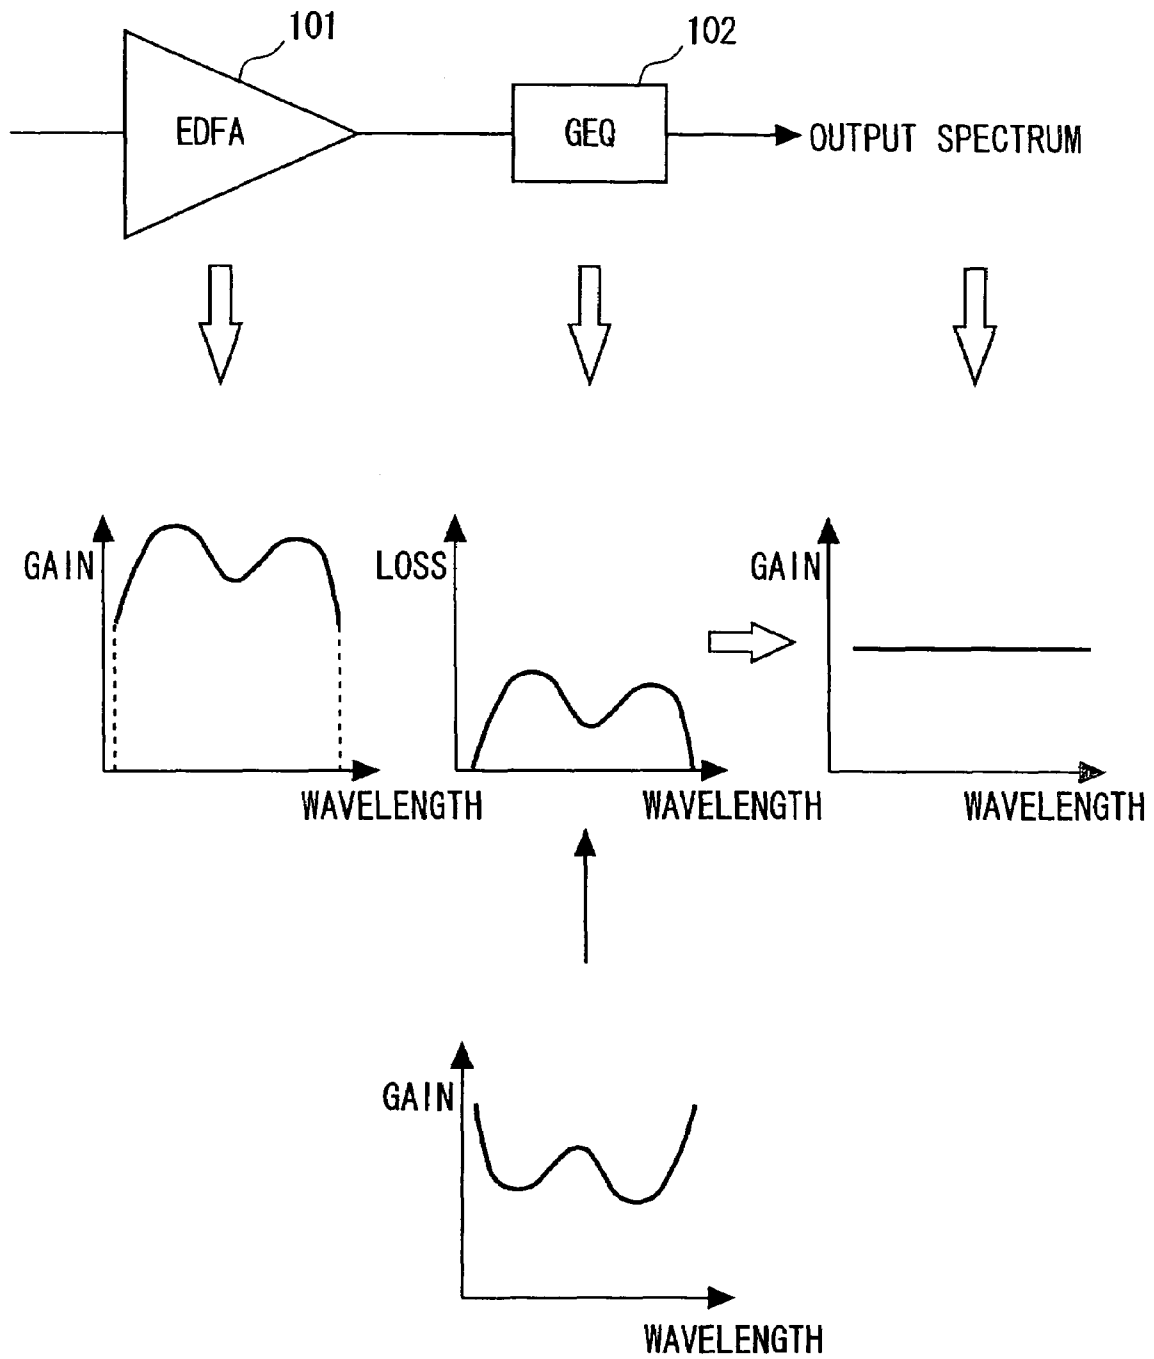 101
102
EDFA
GEQ
OUTPUT SPECTRUM
GAIN
LOSS
GAIN
WAVELENGTH
WAVELENGTH
WAVELENGTH
GAIN
WAVELENGTH